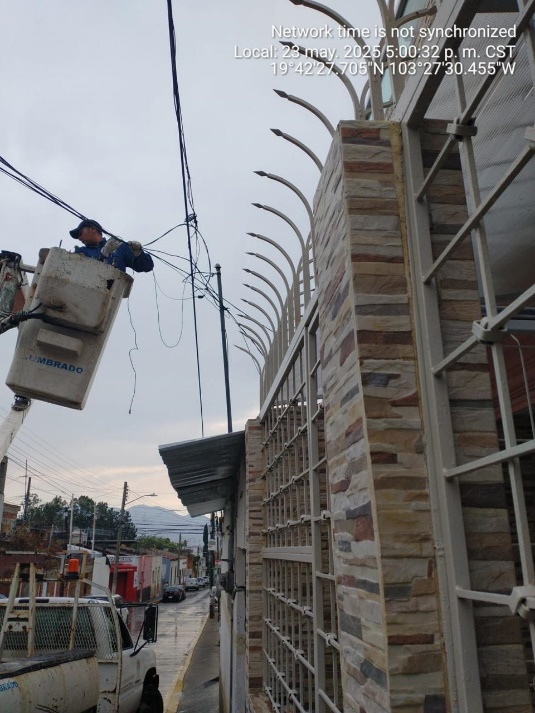 Network time is not synchronized
Local: 23 may. 2025 5:00:32 p. m. CST
19°42'27.705"N 103°27'30.455"W
UMBRADO